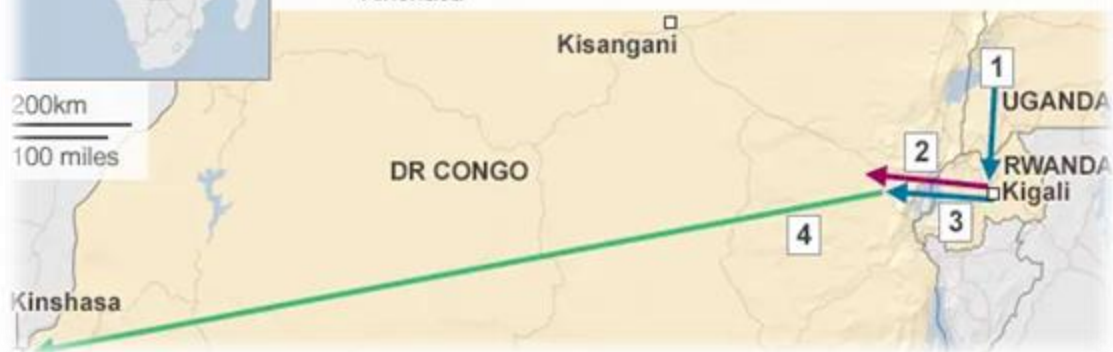 Kisangani
1
UGANDA
200km
100 miles
DR CONGO
2
RWANDA
Kigali
3
4
Kinshasa